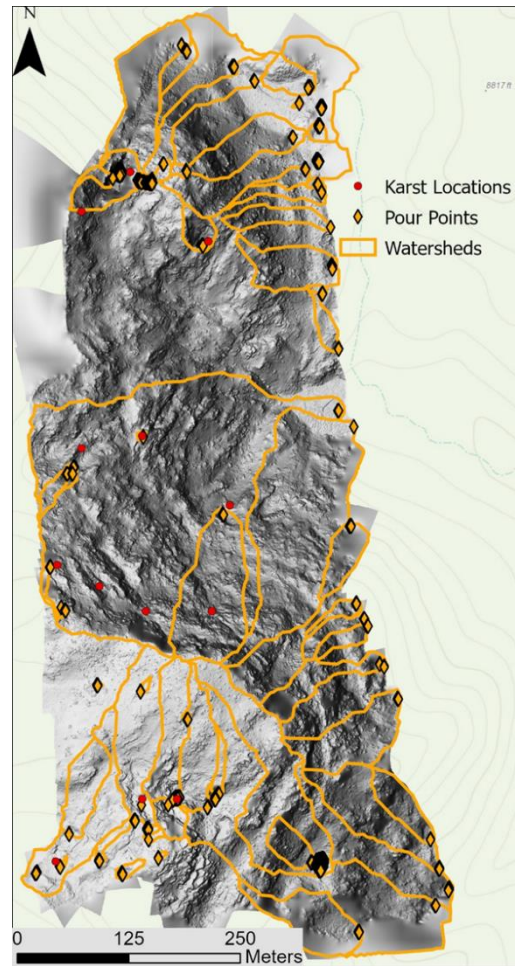 N
8817 ft
Karst Locations
Pour Points
Watersheds
0 125 250
Meters